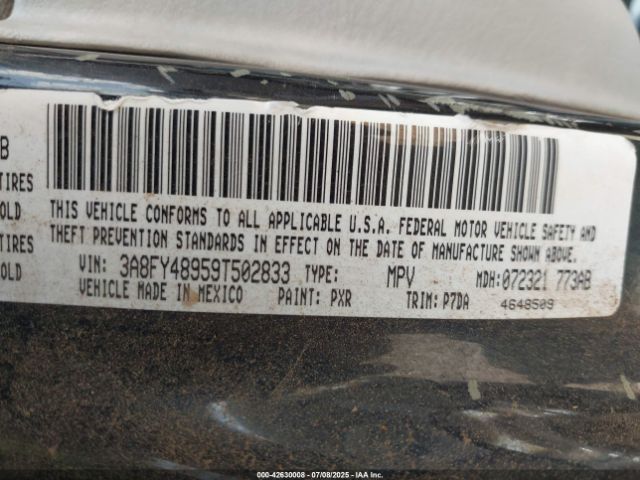 B
TIRES
OLD
TIRES
OLD
THIS VEHICLE CONFORMS TO ALL APPLICABLE U.S.A. FEDERAL MOTOR VEHICLE SAFETY AND
THEFT PREVENTION STANDARDS IN EFFECT ON THE DATE OF MANUFACTURE SHOWN ABOVE.
VIN: 3A8FY48959T502833 TYPE: MPV MDH:072321 773AB
VEHICLE MADE IN MEXICO PAINT: PXR TRIM: P7DA 4648509
000-42630008 | 07/08/2025 | IAA Inc.